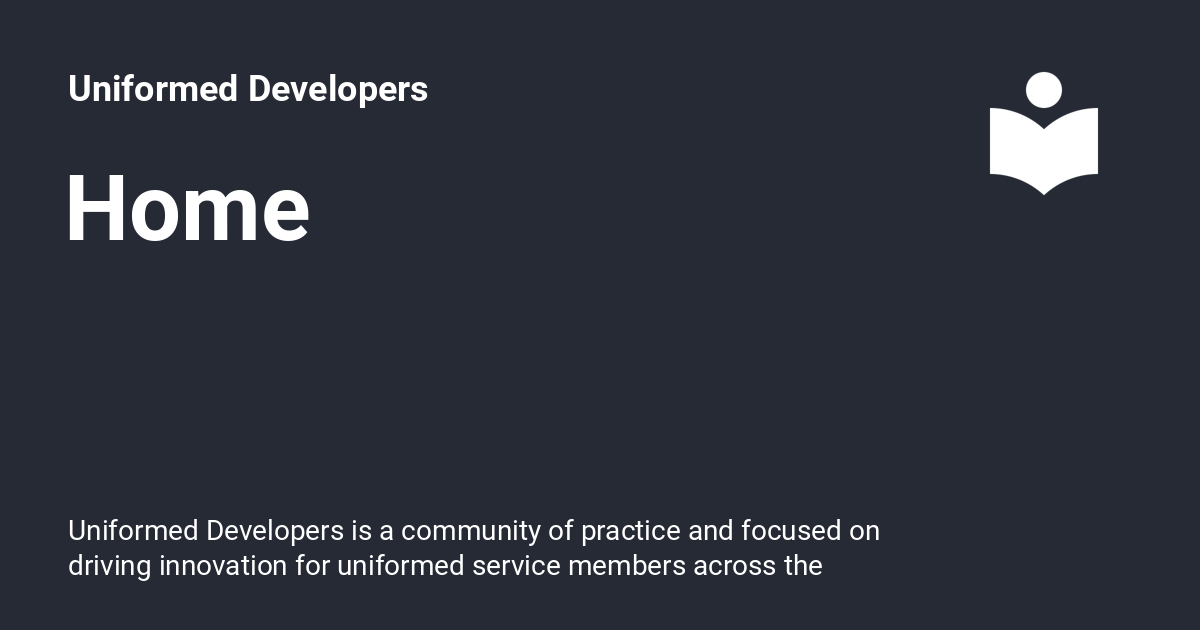 Uniformed Developers
Home
Uniformed Developers is a community of practice and focused on
driving innovation for uniformed service members across the